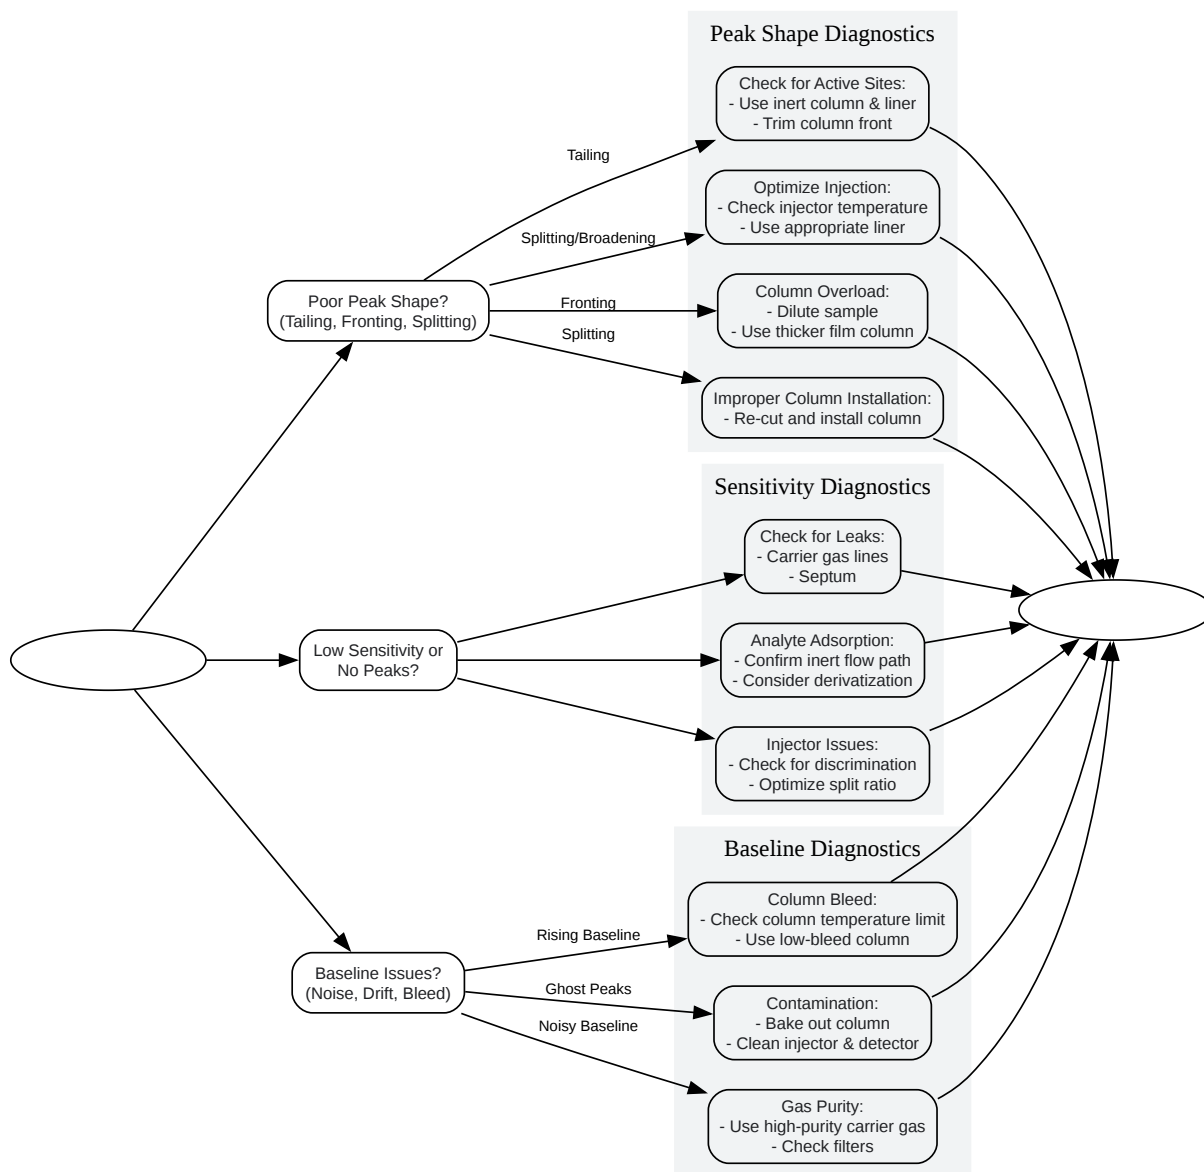 Peak Shape Diagnostics
Check for Active Sites:
- Use inert column & liner
- Trim column front
Tailing
Optimize Injection:
- Check injector temperature
- Use appropriate liner
Splitting/Broadening
Poor Peak Shape?
(Tailing, Fronting, Splitting)
Fronting
Column Overload:
- Dilute sample
- Use thicker film column
Splitting
Improper Column Installation:
- Re-cut and install column
Sensitivity Diagnostics
Check for Leaks:
- Carrier gas lines
- Septum
Low Sensitivity or
No Peaks?
Analyte Adsorption:
- Confirm inert flow path
- Consider derivatization
Injector Issues:
- Check for discrimination
- Optimize split ratio
Baseline Diagnostics
Column Bleed:
- Check column temperature limit
- Use low-bleed column
Rising Baseline
Baseline Issues?
(Noise, Drift, Bleed)
Ghost Peaks
Contamination:
- Bake out column
- Clean injector & detector
Noisy Baseline
Gas Purity:
- Use high-purity carrier gas
- Check filters